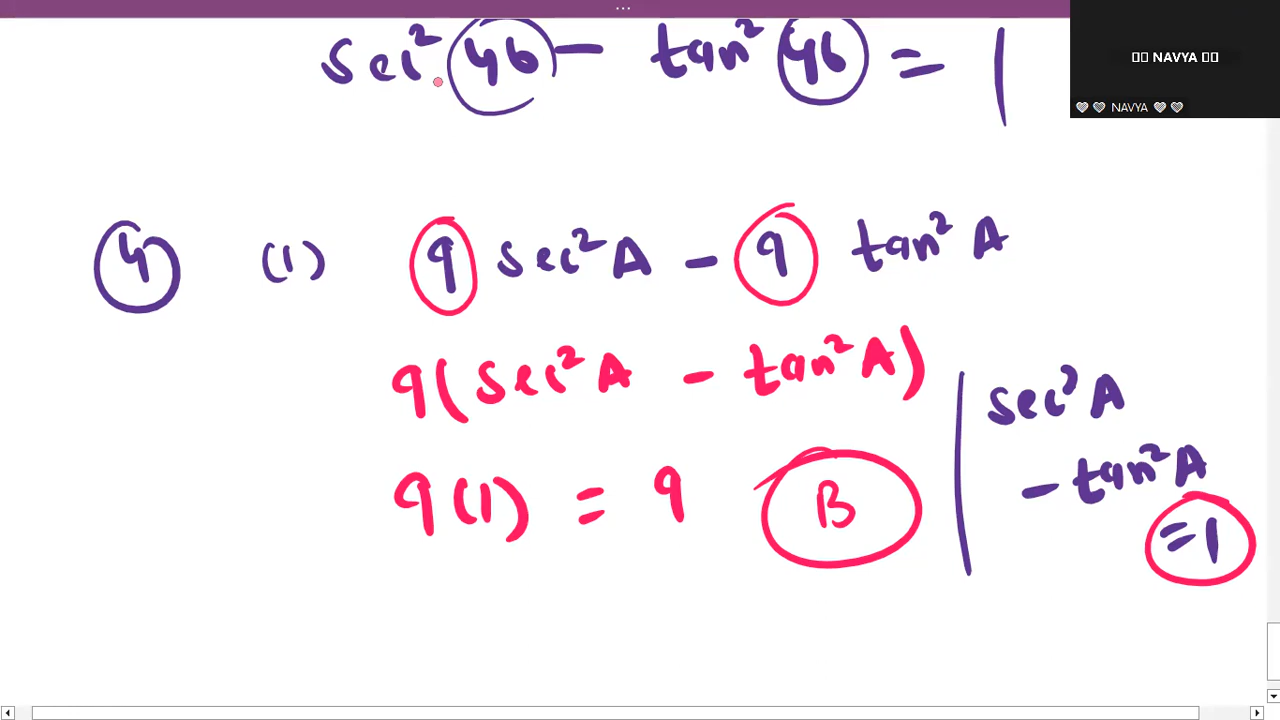 sec² 46 − tan² 46 = 1
NAVYA
NAVYA
4 (1) 9 sec²A − 9 tan²A
9(sec²A − tan²A)
sec²A
− tan²A
= 1
9(1) = 9 B